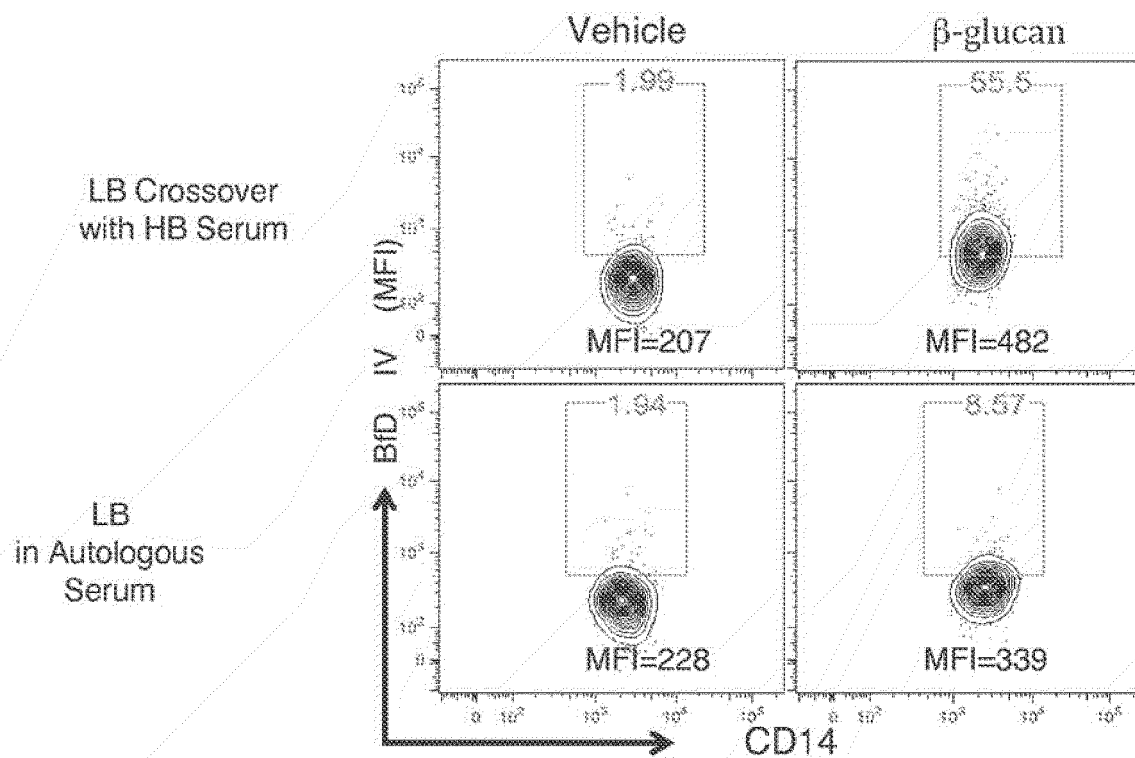 Vehicle
β-glucan
1.99
55.5
LB Crossover
with HB Serum
MFI=207
MFI=482
BfD IV (MFI)
1.94
8.57
LB
in Autologous
Serum
MFI=228
MFI=339
CD14